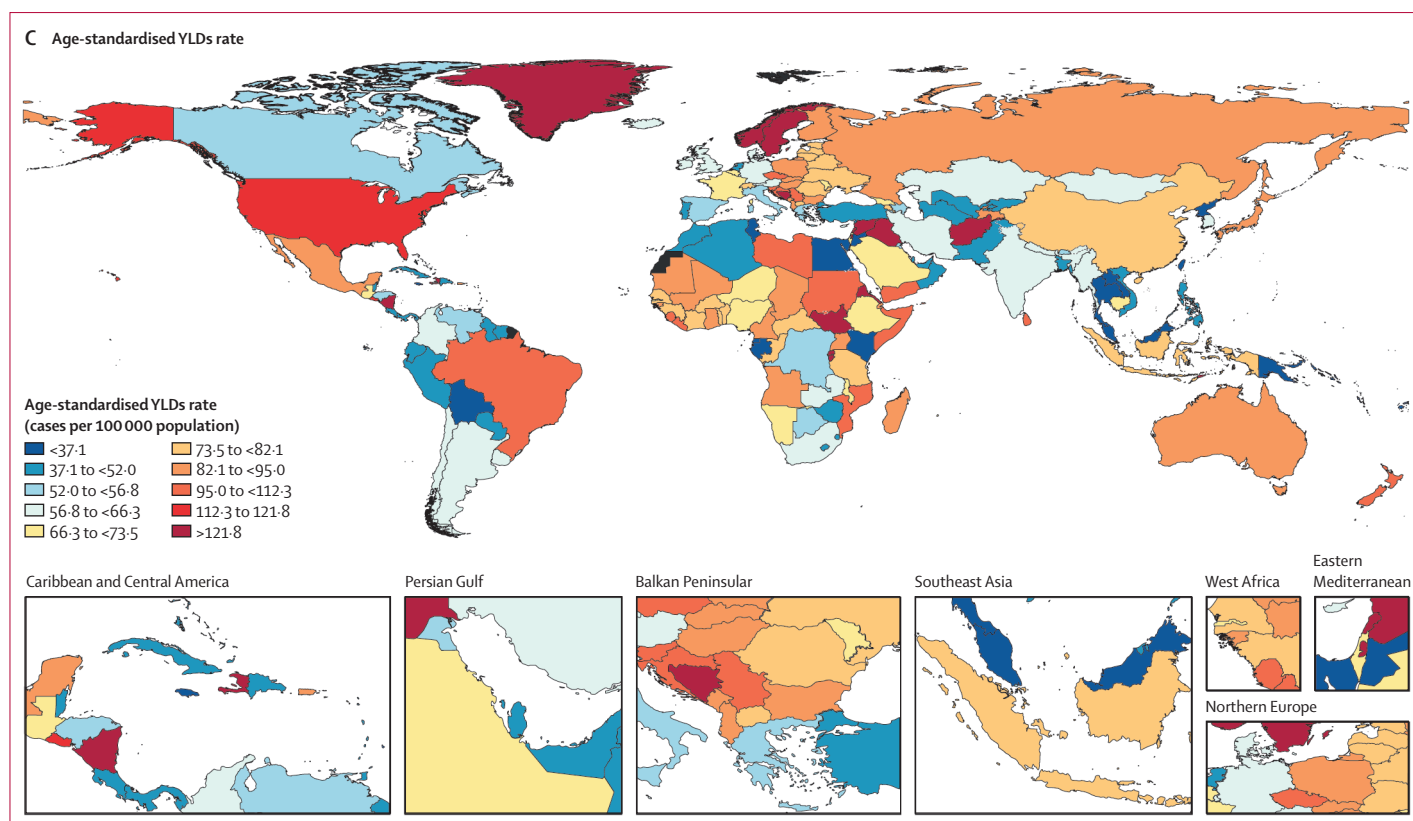 C Age-standardised YLDs rate
Age-standardised YLDs rate
(cases per 100 000 population)
<37·1
37·1 to <52·0
52·0 to <56·8
56·8 to <66·3
66·3 to <73·5
73·5 to <82·1
82·1 to <95·0
95·0 to <112·3
112·3 to 121·8
>121·8
Caribbean and Central America
Persian Gulf
Balkan Peninsular
Southeast Asia
West Africa
Eastern
Mediterranean
Northern Europe